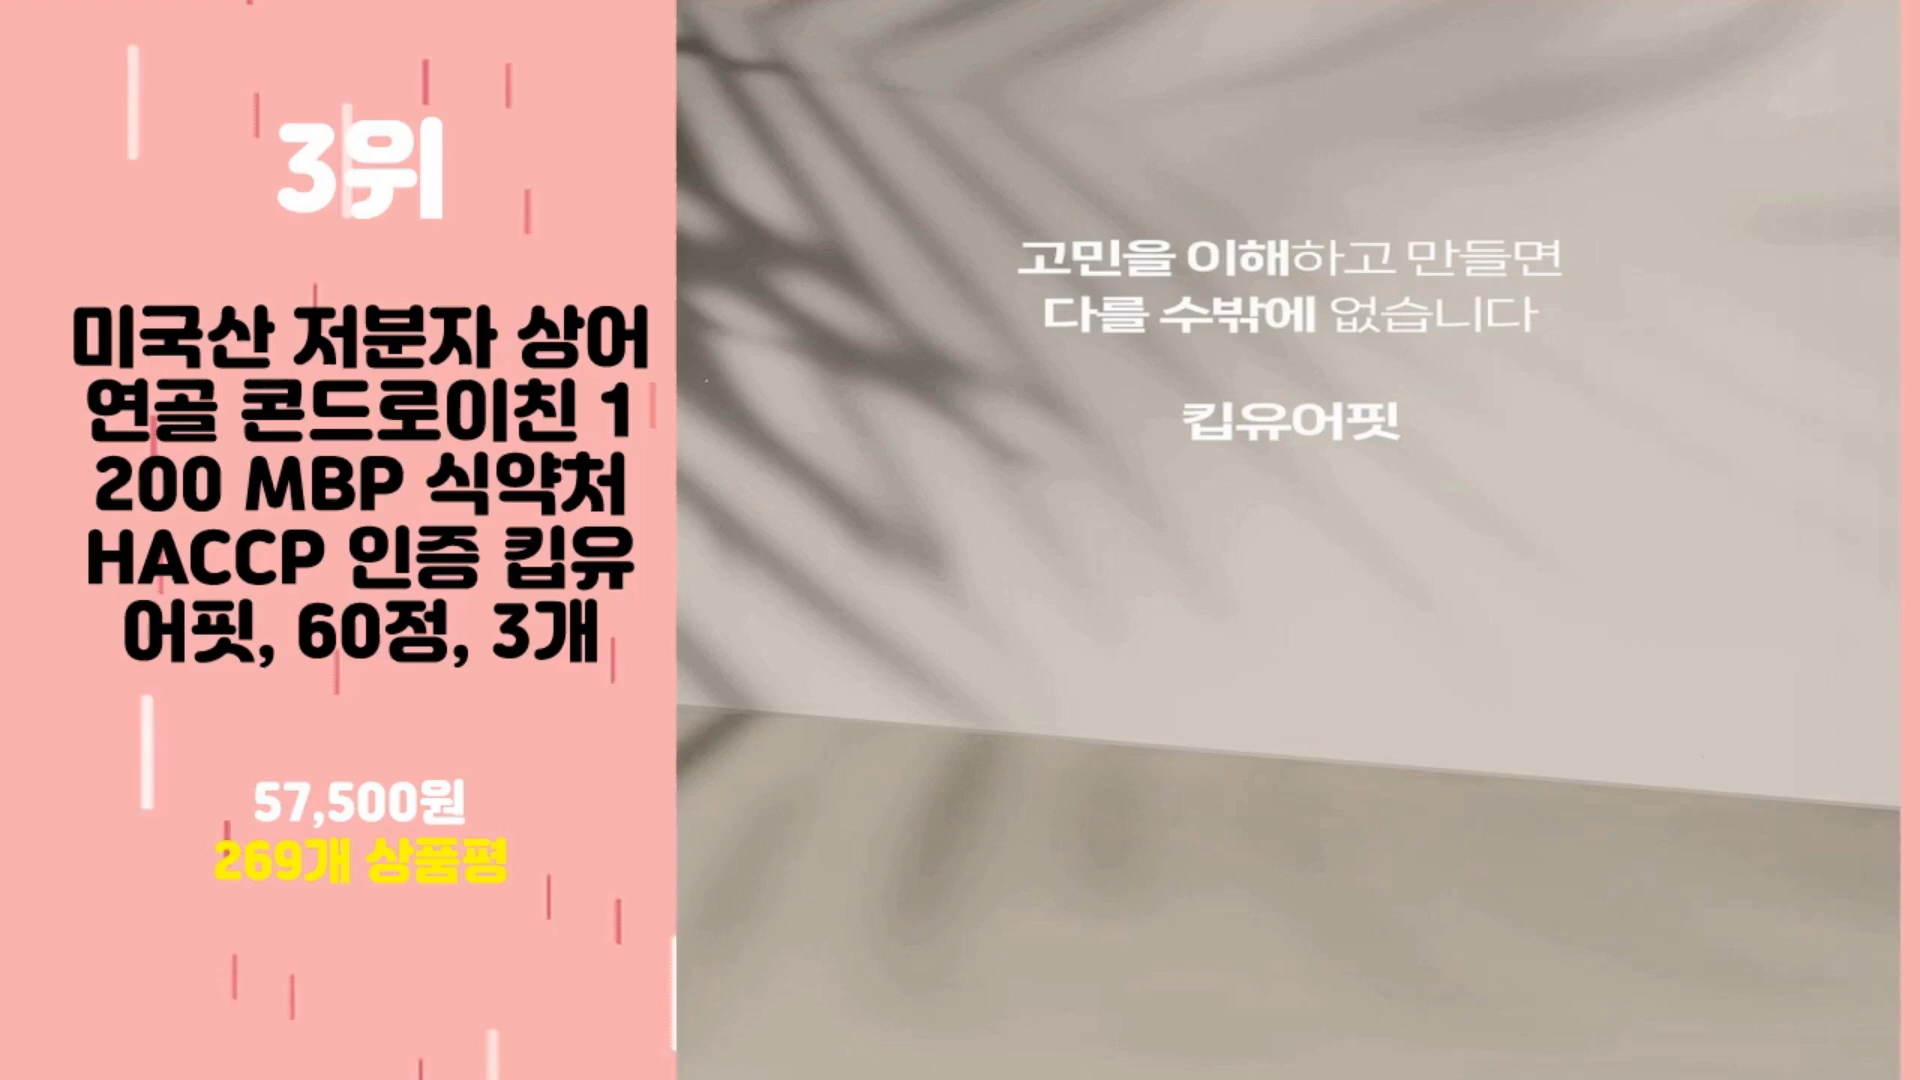 3위
미국산 저분자 상어
연골 콘드로이친 1
200 MBP 식약처
HACCP 인증 킵유
어핏, 60정, 3개
57,500원
269개 상품평
고민을 이해하고 만들면
다를 수밖에 없습니다
킵유어핏